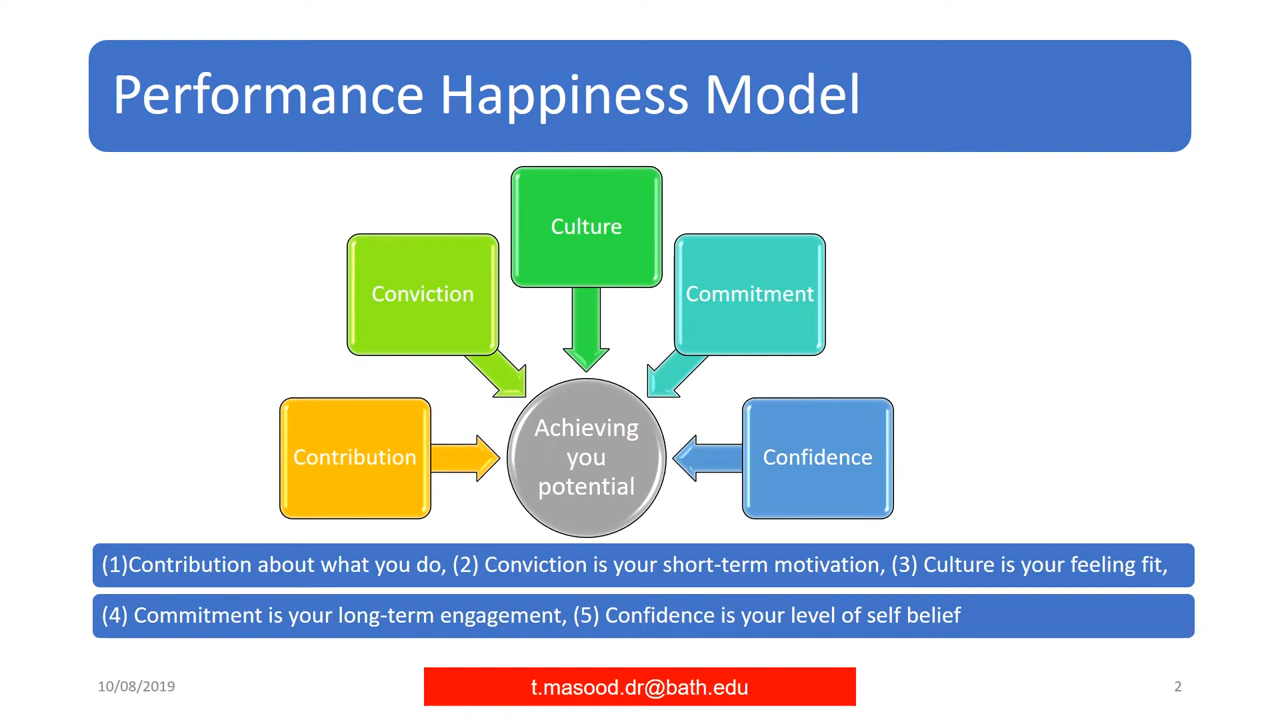 Performance Happiness Model
Culture
Conviction
Commitment
Contribution
Achieving
you
potential
Confidence
(1)Contribution about what you do, (2) Conviction is your short-term motivation, (3) Culture is your feeling fit,
(4) Commitment is your long-term engagement, (5) Confidence is your level of self belief
10/08/2019
t.masood.dr@bath.edu
2